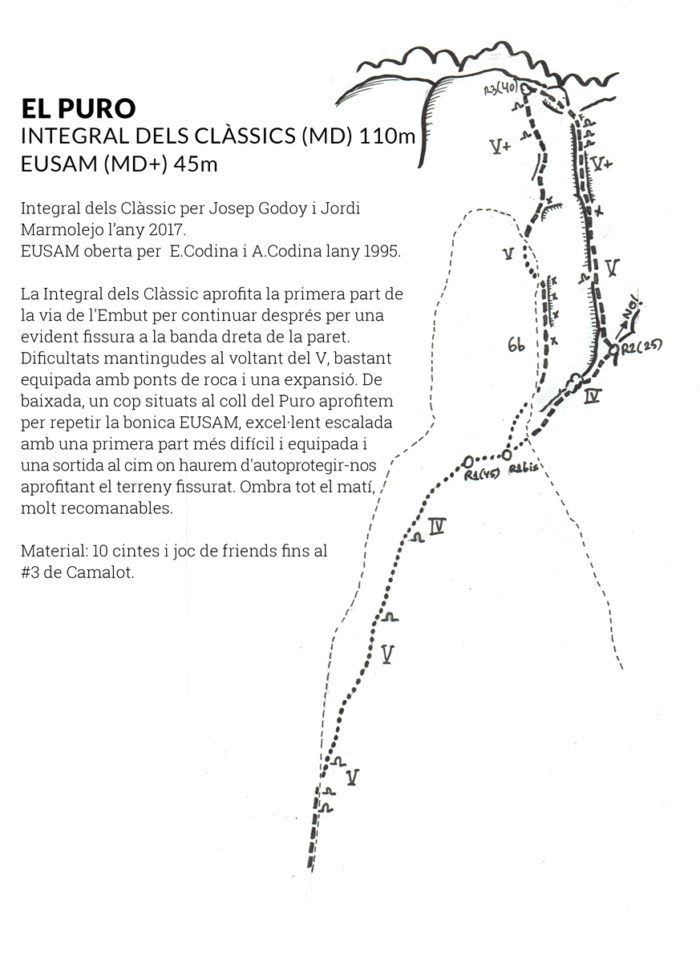 EL PURO
INTEGRAL DELS CLÀSSICS (MD) 110m
EUSAM (MD+) 45m
Integral dels Clàssic per Josep Godoy i Jordi
Marmolejo l'any 2017.
EUSAM oberta per E.Codina i A.Codina lany 1995.
La Integral dels Clàssic aprofita la primera part de
la via de l'Embut per continuar després per una
evident fissura a la banda dreta de la paret.
Dificultats mantingudes al voltant del V, bastant
equipada amb ponts de roca i una expansió. De
baixada, un cop situats al coll del Puro aprofitem
per repetir la bonica EUSAM, excel·lent escalada
amb una primera part més difícil i equipada i
una sortida al cim on haurem d'autoprotegir-nos
aprofitant el terreny fissurat. Ombra tot el matí,
molt recomanables.
Material: 10 cintes i joc de friends fins al
#3 de Camalot.
R3(40)
V+
V+
V
V
NO!
6b
R2(25)
IV
R1(45)
R1bis
IV
V
V